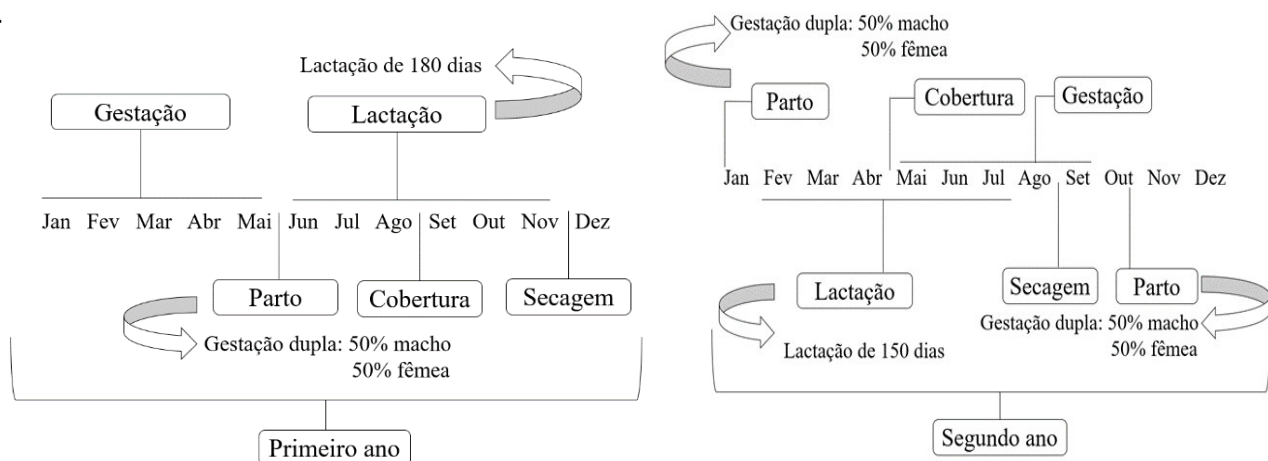 Lactação de 180 dias
Gestação
Lactação
Jan Fev Mar Abr Mai Jun Jul Ago Set Out Nov Dez
Parto
Cobertura
Secagem
Gestação dupla: 50% macho
50% fêmea
Primeiro ano
Gestação dupla: 50% macho
50% fêmea
Parto
Cobertura
Gestação
Jan Fev Mar Abr Mai Jun Jul Ago Set Out Nov Dez
Lactação
Secagem
Parto
Gestação dupla: 50% macho
50% fêmea
Lactação de 150 dias
Segundo ano